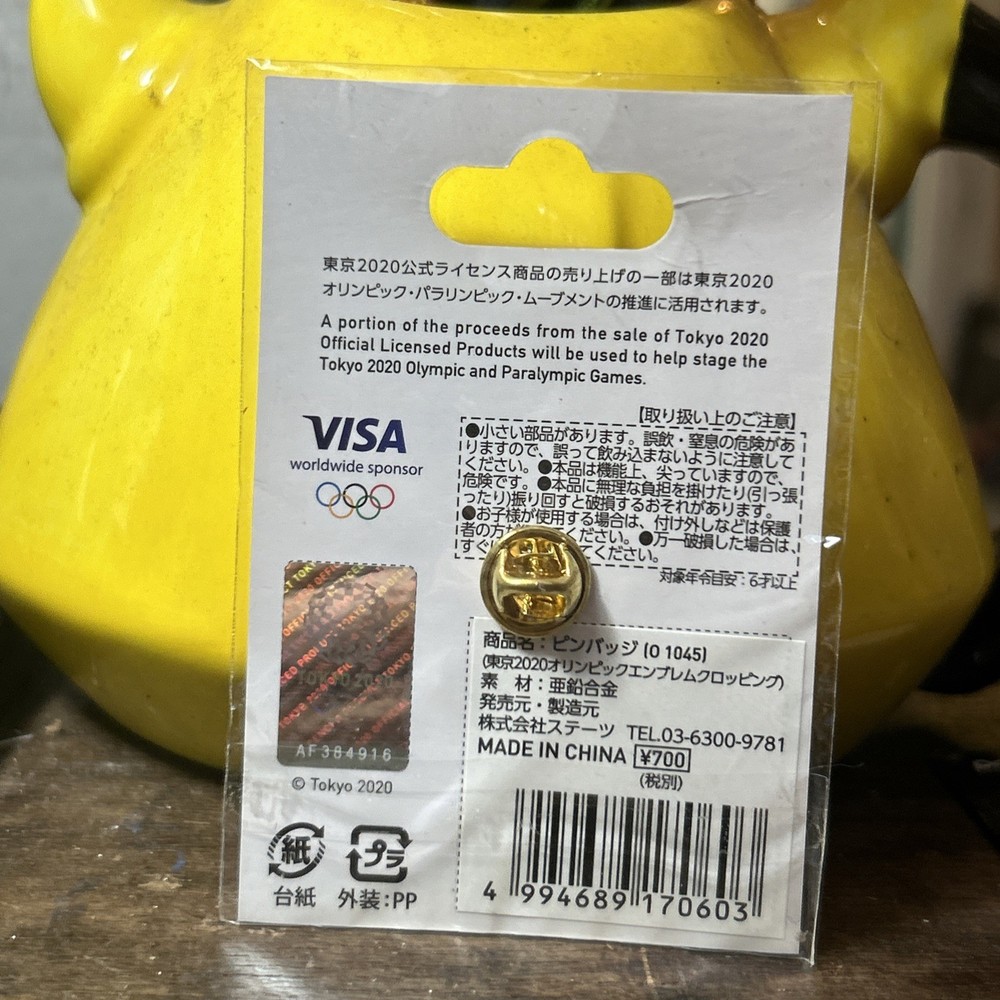 東京2020公式ライセンス商品の売り上げの一部は東京2020
オリンピック・パラリンピック・ムーブメントの推進に活用されます。
A portion of the proceeds from the sale of Tokyo 2020
Official Licensed Products will be used to help stage the
Tokyo 2020 Olympic and Paralympic Games.
VISA
worldwide sponsor
【取り扱い上のご注意】
●小さい部品があります。誤飲・窒息の危険があ
りますので、誤って飲み込まないように注意して
ください。●本品は機能上、尖っていますので、
危険です。●本品に無理な負担を掛けたり(引っ張
ったり)振り回すと破損するおそれがあります。
●お子様が使用する場合は、付け外しなどは保護
者の方が ください。●万一破損した場合は、
すぐ てください。
対象年令目安：6才以上
TOKYO 2020
AF384916
© Tokyo 2020
紙
台紙
プラ
外装：PP
商品名：ピンバッジ (O 1045)
(東京2020オリンピックエンブレムクロッピング)
素 材：亜鉛合金
発売元・製造元
株式会社ステーツ TEL.03-6300-9781
MADE IN CHINA ¥700
(税別)
4 994689 170603